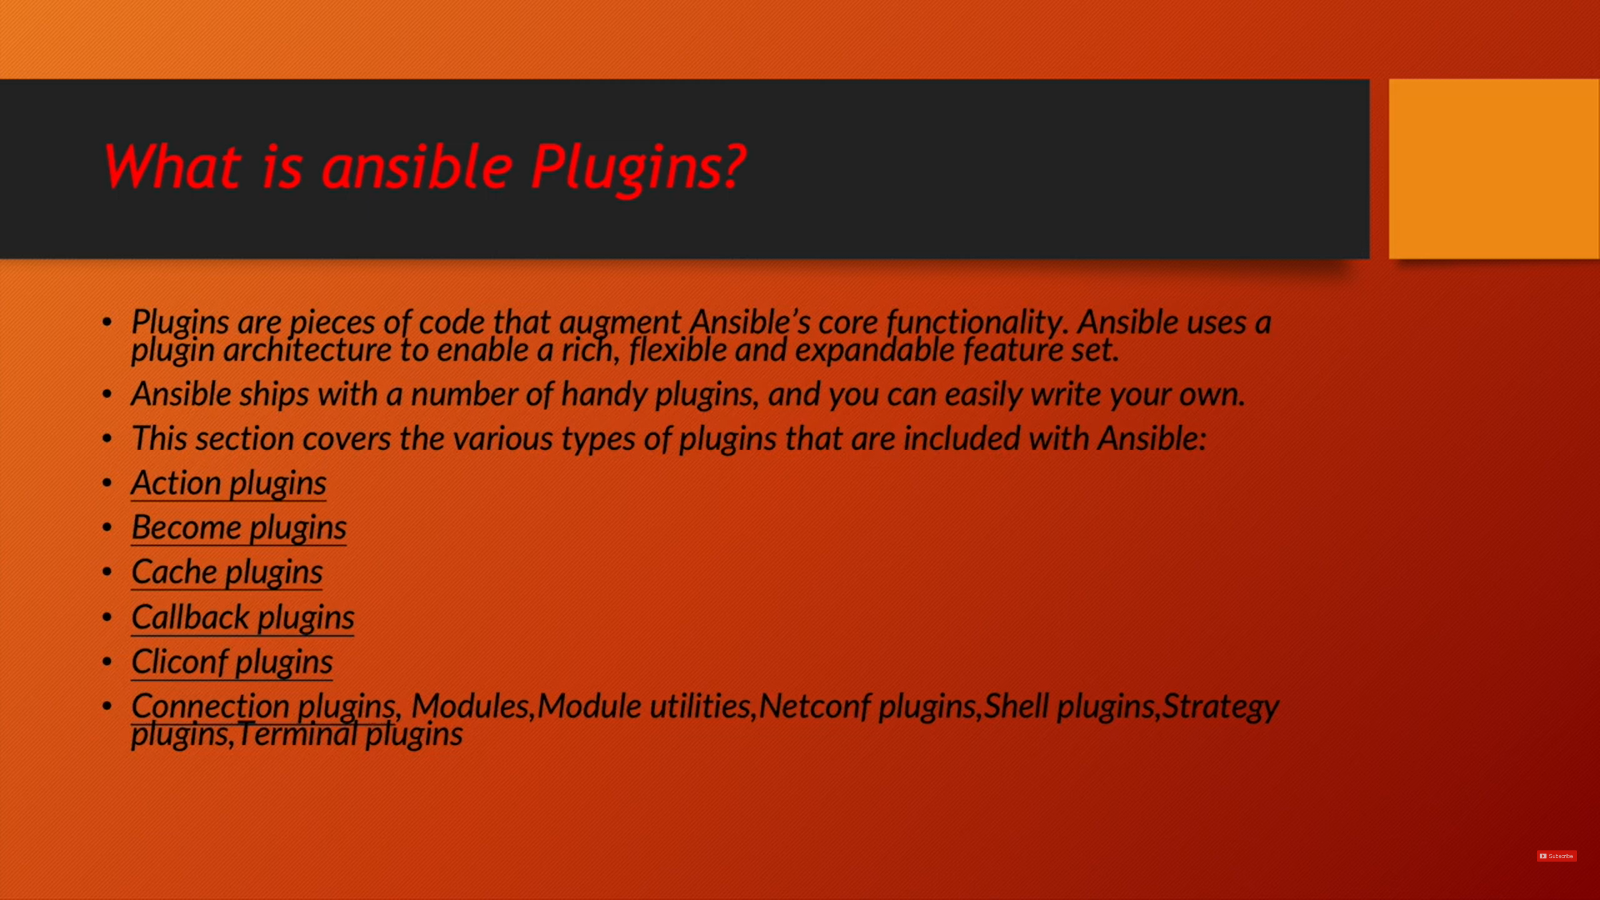 What is ansible Plugins?
• Plugins are pieces of code that augment Ansible’s core functionality. Ansible uses a
plugin architecture to enable a rich, flexible and expandable feature set.
• Ansible ships with a number of handy plugins, and you can easily write your own.
• This section covers the various types of plugins that are included with Ansible:
• Action plugins
• Become plugins
• Cache plugins
• Callback plugins
• Cliconf plugins
• Connection plugins, Modules,Module utilities,Netconf plugins,Shell plugins,Strategy
plugins,Terminal plugins
Subscribe